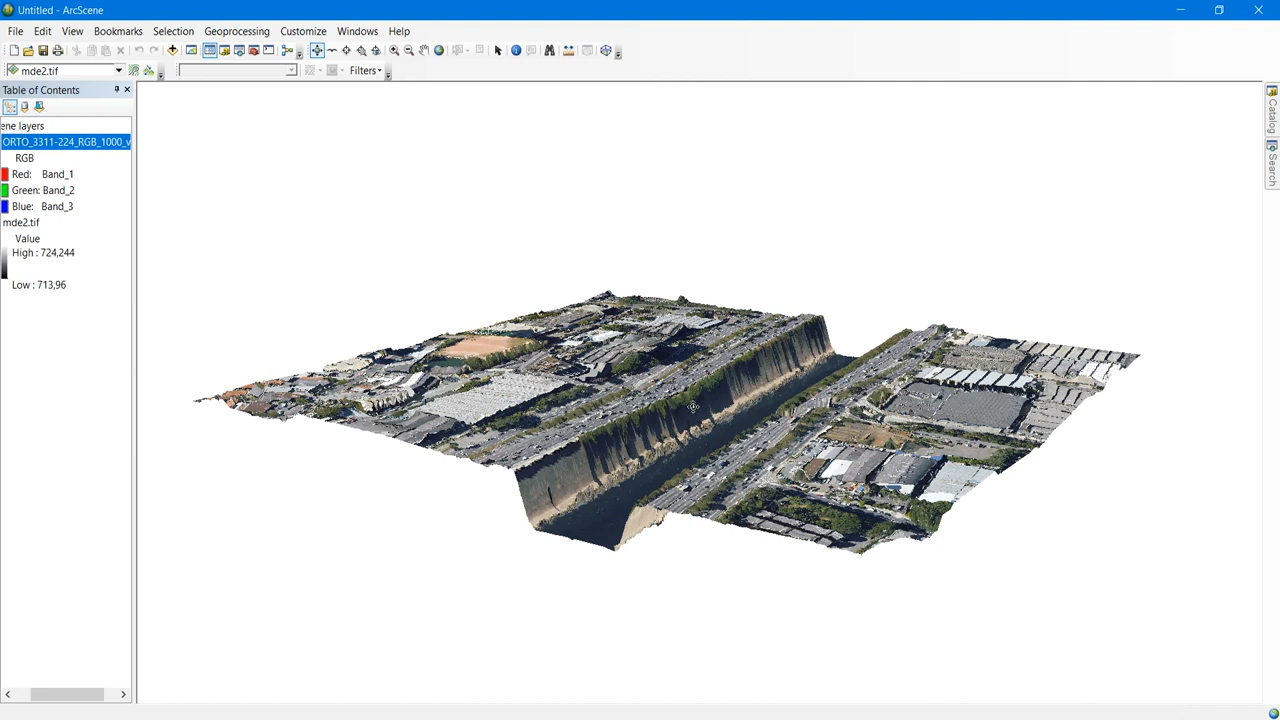 Untitled - ArcScene
File Edit View Bookmarks Selection Geoprocessing Customize Windows Help
mde2.tif Filters
Table of Contents
ene layers
ORTO_3311-224_RGB_1000_v
RGB
Red: Band_1
Green: Band_2
Blue: Band_3
mde2.tif
Value
High : 724,244
Low : 713,96
Catalog
Search